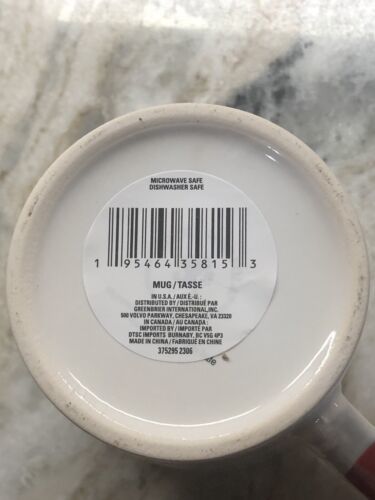 MICROWAVE SAFE
DISHWASHER SAFE
1 95464 35815 3
MUG/TASSE
IN U.S.A./AUX É.-U.:
DISTRIBUTED BY/DISTRIBUÉ PAR
GREENBRIER INTERNATIONAL,INC.
500 VOLVO PARKWAY, CHESAPEAKE, VA 23320
IN CANADA/AU CANADA:
IMPORTED BY/IMPORTÉ PAR
DTSC IMPORTS BURNABY, BC V5G 4P3
MADE IN CHINA/FABRIQUÉ EN CHINE
375295 2306